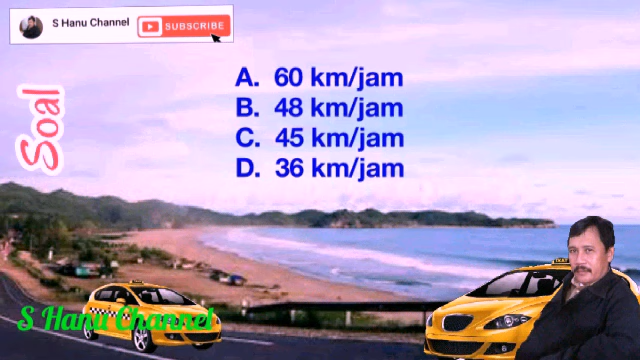 S Hanu Channel
SUBSCRIBE
Soal
A. 60 km/jam
B. 48 km/jam
C. 45 km/jam
D. 36 km/jam
S Hanu Channel